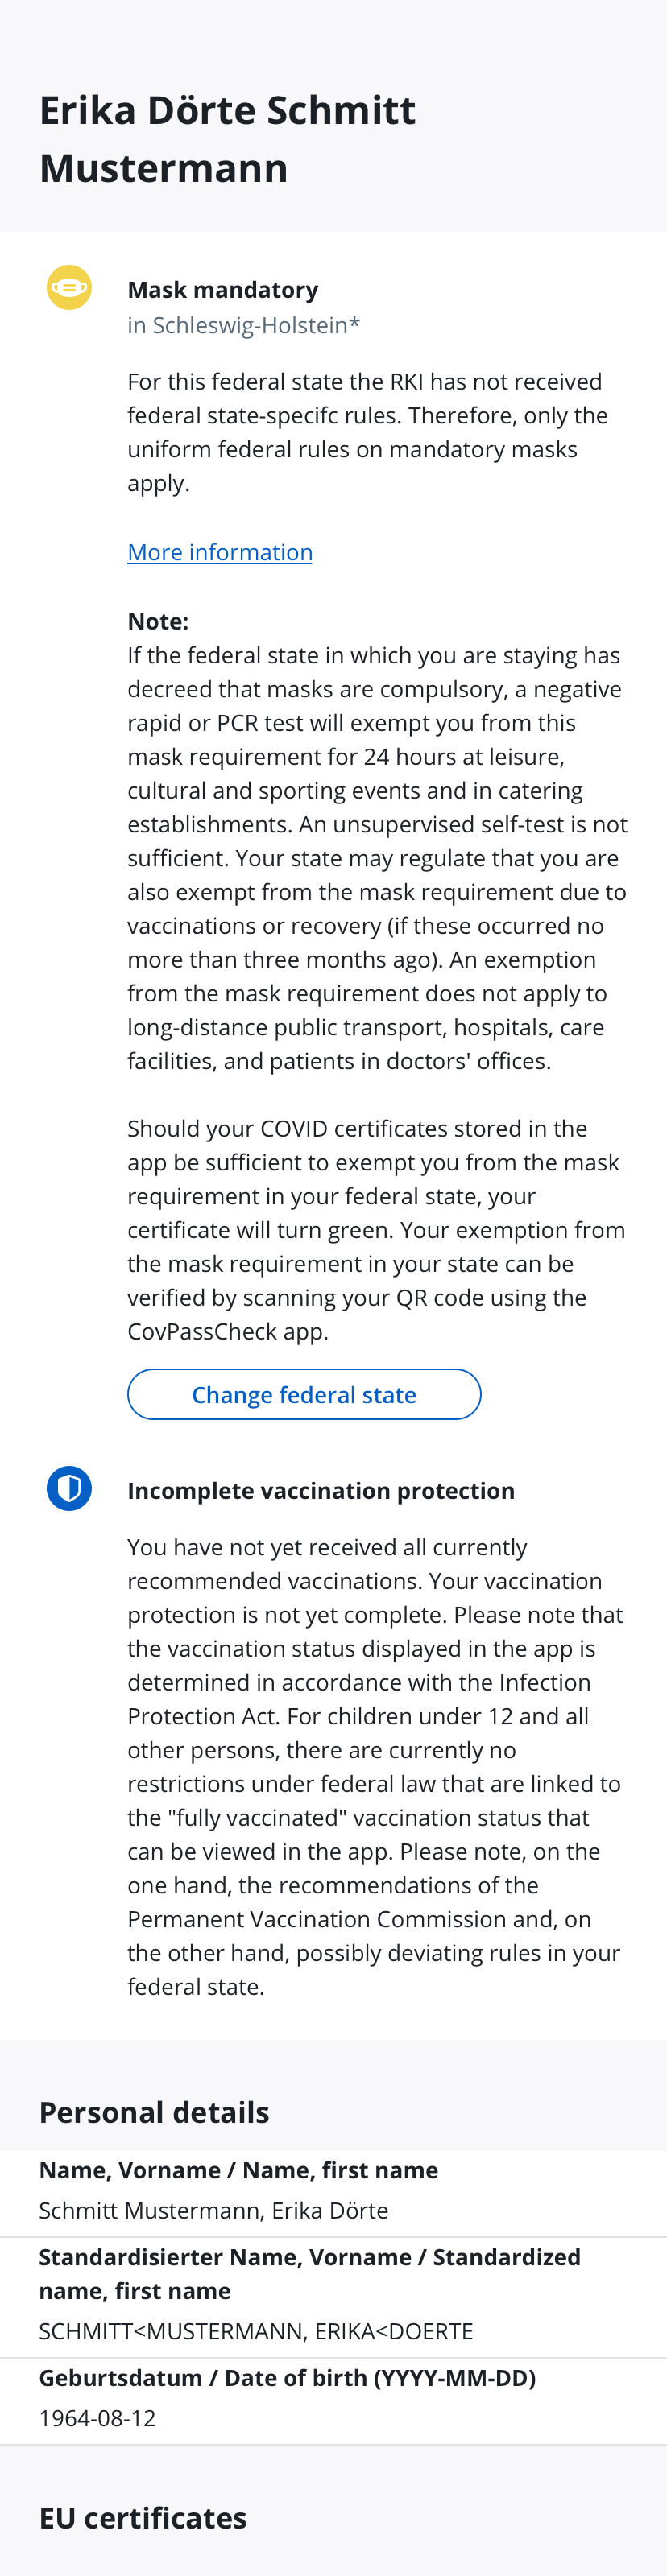 Erika Dörte Schmitt
Mustermann
Mask mandatory
in Schleswig-Holstein*
For this federal state the RKI has not received
federal state-specifc rules. Therefore, only the
uniform federal rules on mandatory masks
apply.
More information
Note:
If the federal state in which you are staying has
decreed that masks are compulsory, a negative
rapid or PCR test will exempt you from this
mask requirement for 24 hours at leisure,
cultural and sporting events and in catering
establishments. An unsupervised self-test is not
sufficient. Your state may regulate that you are
also exempt from the mask requirement due to
vaccinations or recovery (if these occurred no
more than three months ago). An exemption
from the mask requirement does not apply to
long-distance public transport, hospitals, care
facilities, and patients in doctors' offices.
Should your COVID certificates stored in the
app be sufficient to exempt you from the mask
requirement in your federal state, your
certificate will turn green. Your exemption from
the mask requirement in your state can be
verified by scanning your QR code using the
CovPassCheck app.
Change federal state
Incomplete vaccination protection
You have not yet received all currently
recommended vaccinations. Your vaccination
protection is not yet complete. Please note that
the vaccination status displayed in the app is
determined in accordance with the Infection
Protection Act. For children under 12 and all
other persons, there are currently no
restrictions under federal law that are linked to
the "fully vaccinated" vaccination status that
can be viewed in the app. Please note, on the
one hand, the recommendations of the
Permanent Vaccination Commission and, on
the other hand, possibly deviating rules in your
federal state.
Personal details
Name, Vorname / Name, first name
Schmitt Mustermann, Erika Dörte
Standardisierter Name, Vorname / Standardized
name, first name
SCHMITT<MUSTERMANN, ERIKA<DOERTE
Geburtsdatum / Date of birth (YYYY-MM-DD)
1964-08-12
EU certificates